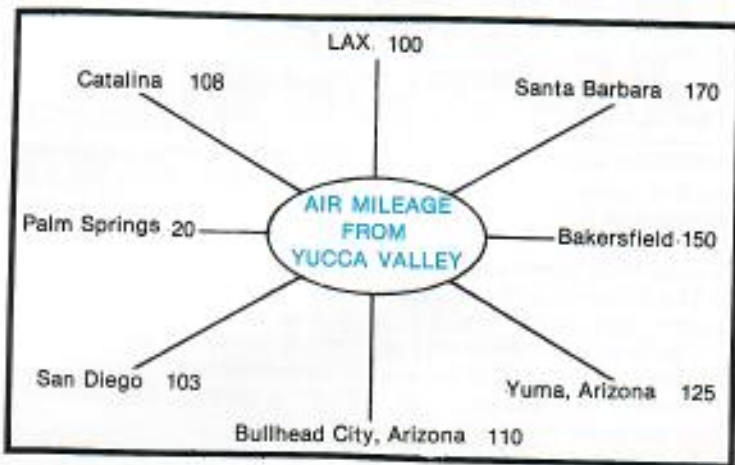 LAX. 100
Catalina 108
Santa Barbara 170
AIR MILEAGE
FROM
YUCCA VALLEY
Palm Springs 20
Bakersfield 150
San Diego 103
Yuma, Arizona 125
Bullhead City, Arizona 110